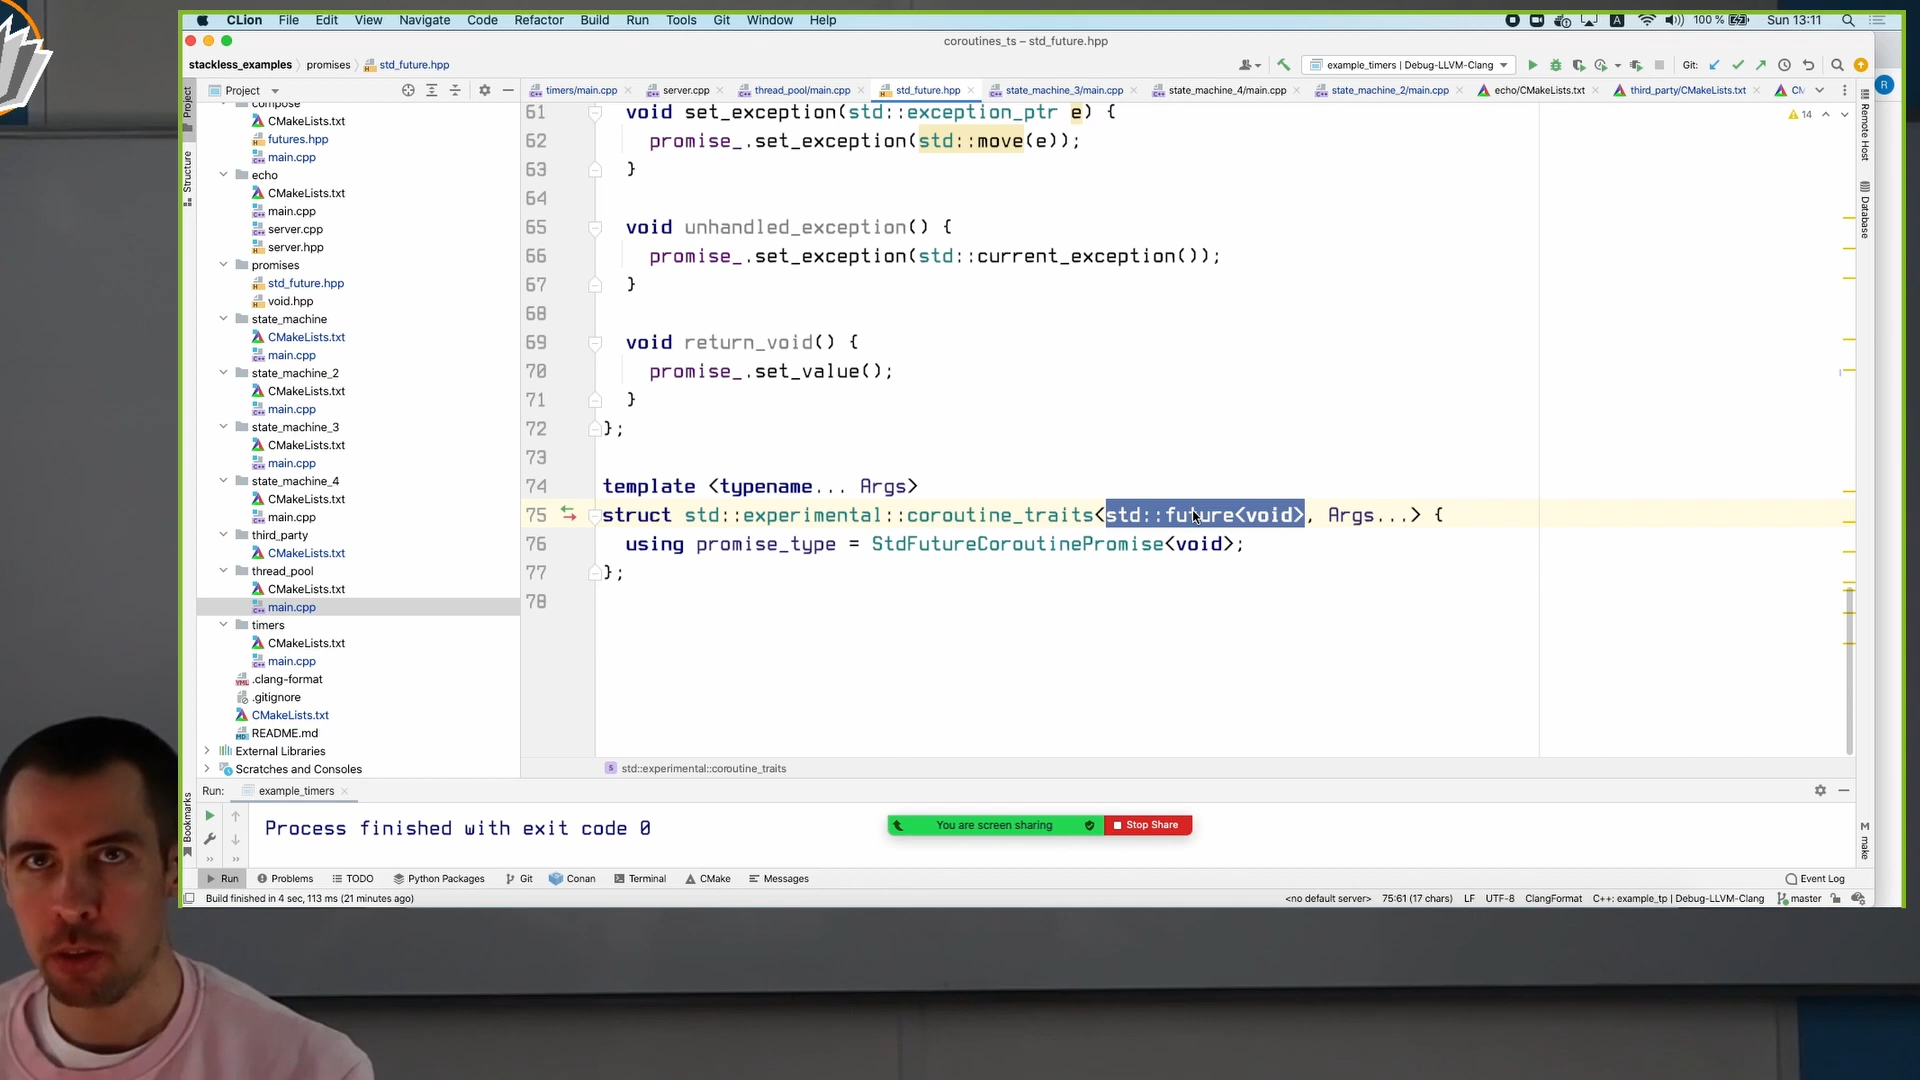 CLion File Edit View Navigate Code Refactor Build Run Tools Git Window Help
A 100 % Sun 13:11
coroutines_ts – std_future.hpp
stackless_examples promises std_future.hpp
example_timers | Debug-LLVM-Clang Git:
Project
timers/main.cpp server.cpp thread_pool/main.cpp std_future.hpp state_machine_3/main.cpp state_machine_4/main.cpp state_machine_2/main.cpp echo/CMakeLists.txt third_party/CMakeLists.txt
Project
Structure
Bookmarks
compose
CMakeLists.txt
futures.hpp
main.cpp
echo
CMakeLists.txt
main.cpp
server.cpp
server.hpp
promises
std_future.hpp
void.hpp
state_machine
CMakeLists.txt
main.cpp
state_machine_2
CMakeLists.txt
main.cpp
state_machine_3
CMakeLists.txt
main.cpp
state_machine_4
CMakeLists.txt
main.cpp
third_party
CMakeLists.txt
thread_pool
CMakeLists.txt
main.cpp
timers
CMakeLists.txt
main.cpp
.clang-format
.gitignore
CMakeLists.txt
README.md
External Libraries
Scratches and Consoles
61 void set_exception(std::exception_ptr e) {
62 promise_.set_exception(std::move(e));
63 }
64
65 void unhandled_exception() {
66 promise_.set_exception(std::current_exception());
67 }
68
69 void return_void() {
70 promise_.set_value();
71 }
72 };
73
74 template <typename... Args>
75 struct std::experimental::coroutine_traits<std::future<void>, Args...> {
76 using promise_type = StdFutureCoroutinePromise<void>;
77 };
78
14
Remote Host
Database
make
R
std::experimental::coroutine_traits
Run: example_timers
Process finished with exit code 0
You are screen sharing Stop Share
Run Problems TODO Python Packages Git Conan Terminal CMake Messages Event Log
Build finished in 4 sec, 113 ms (21 minutes ago) <no default server> 75:61 (17 chars) LF UTF-8 ClangFormat C++: example_tp | Debug-LLVM-Clang master